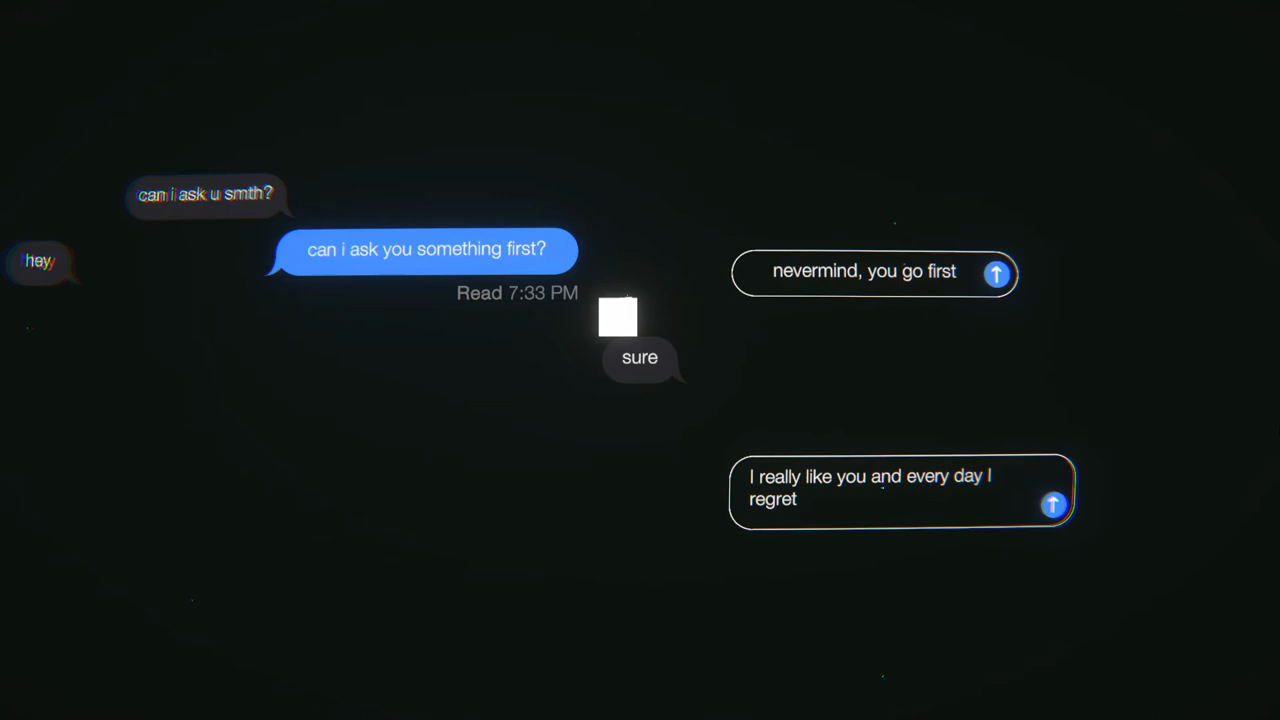 hey
can i ask u smth?
can i ask you something first?
Read 7:33 PM
sure
nevermind, you go first
I really like you and every day I
regret